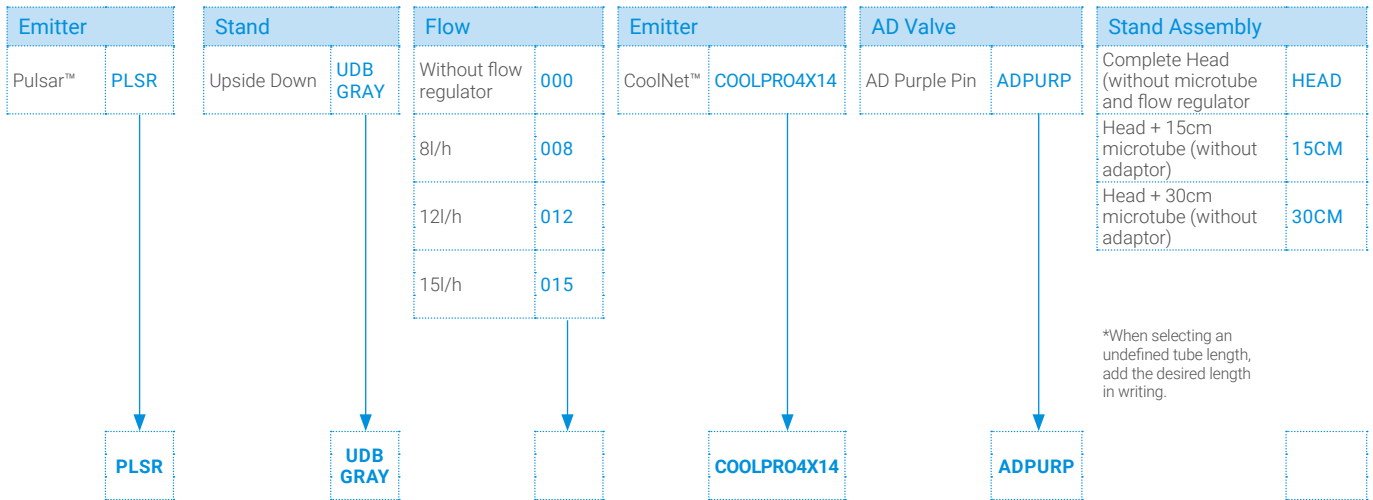 Emitter
Pulsar™ PLSR
Stand
Upside Down
UDB
GRAY
Flow
Without flow
regulator
000
8l/h 008
12l/h 012
15l/h 015
Emitter
CoolNet™ COOLPRO4X14
AD Valve
AD Purple Pin ADPURP
Stand Assembly
Complete Head
(without microtube
and flow regulator
HEAD
Head + 15cm
microtube (without
adaptor)
15CM
Head + 30cm
microtube (without
adaptor)
30CM
*When selecting an
undefined tube length,
add the desired length
in writing.
PLSR
UDB
GRAY
COOLPRO4X14
ADPURP